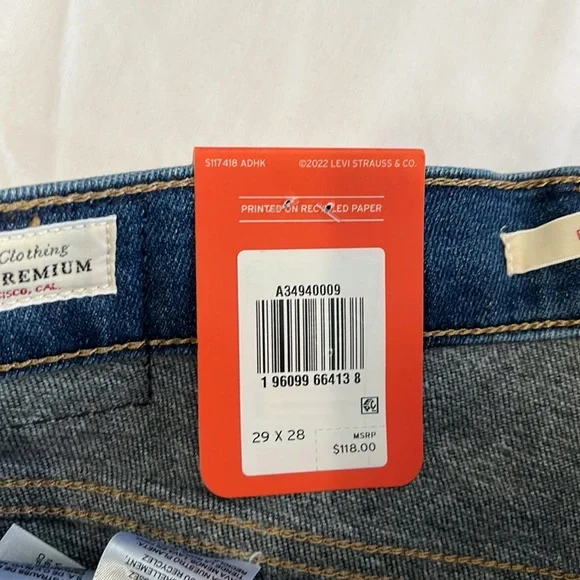 S117418 ADHK ©2022 LEVI STRAUSS & CO.
PRINTED ON RECYCLED PAPER
Clothing
PREMIUM
CISCO, CAL.
A34940009
1 96099 66413 8
29 X 28
MSRP
$118.00